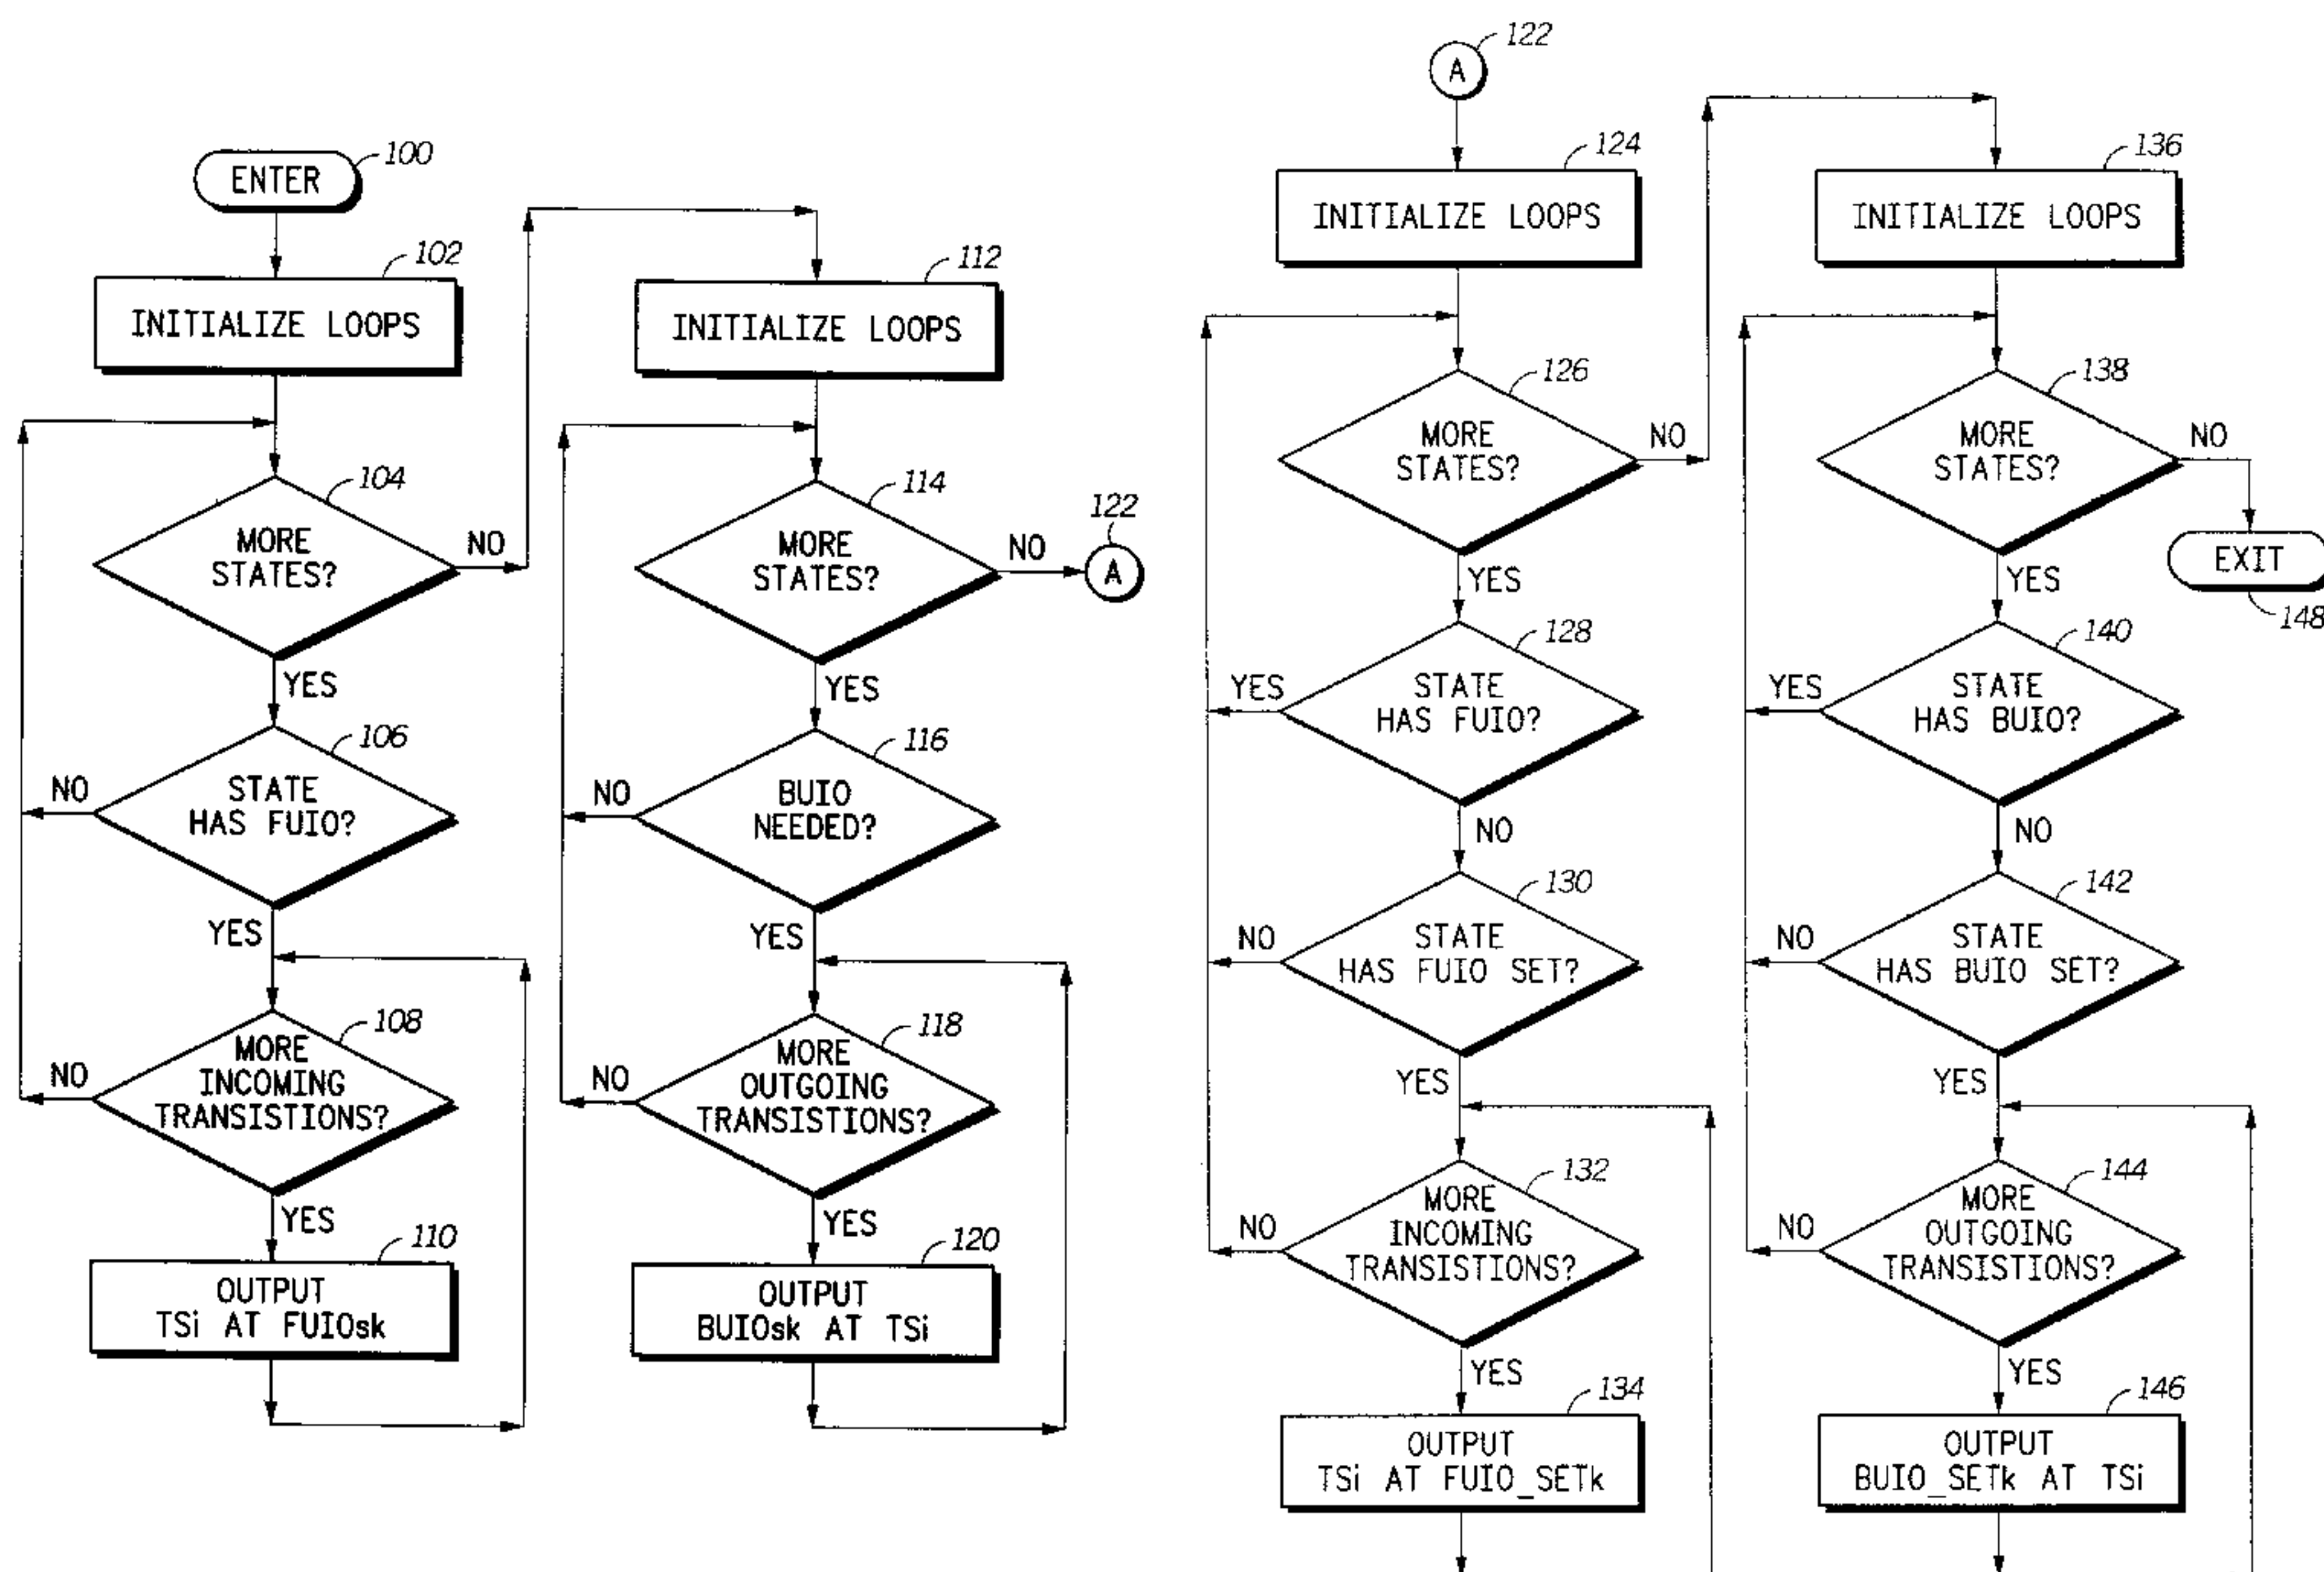 ENTER
100
INITIALIZE LOOPS
102
MORE
STATES?
104
NO
YES
STATE
HAS FUIO?
106
NO
YES
MORE
INCOMING
TRANSISTIONS?
108
NO
YES
OUTPUT
TSi AT FUIOsk
110
INITIALIZE LOOPS
112
MORE
STATES?
114
NO
A
122
YES
BUIO
NEEDED?
116
NO
YES
MORE
OUTGOING
TRANSISTIONS?
118
NO
YES
OUTPUT
BUIOsk AT TSi
120
A
122
INITIALIZE LOOPS
124
MORE
STATES?
126
NO
YES
STATE
HAS FUIO?
128
YES
NO
STATE
HAS FUIO SET?
130
NO
YES
MORE
INCOMING
TRANSISTIONS?
132
NO
YES
OUTPUT
TSi AT FUIO_SETk
134
INITIALIZE LOOPS
136
MORE
STATES?
138
NO
EXIT
148
YES
STATE
HAS BUIO?
140
YES
NO
STATE
HAS BUIO SET?
142
NO
YES
MORE
OUTGOING
TRANSISTIONS?
144
NO
YES
OUTPUT
BUIO_SETk AT TSi
146